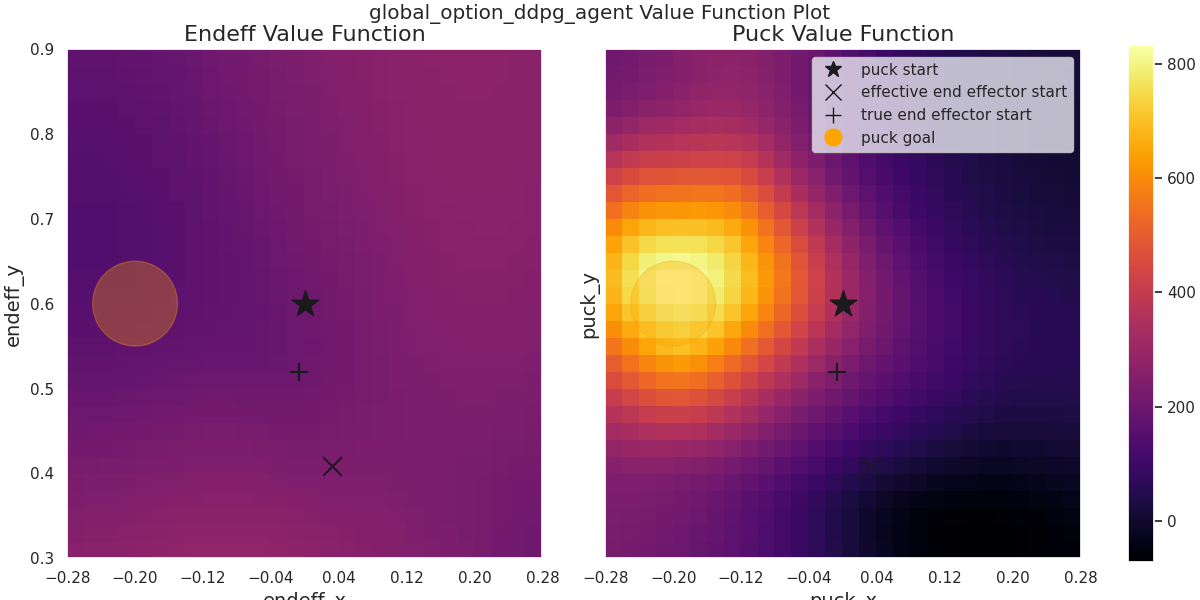 global_option_ddpg_agent Value Function Plot
Endeff Value Function
Puck Value Function
0.9
0.8
0.7
0.6
0.5
0.4
0.3
endeff_y
−0.28 −0.20 −0.12 −0.04 0.04 0.12 0.20 0.28
endeff_x
puck start
effective end effector start
true end effector start
puck goal
puck_y
−0.28 −0.20 −0.12 −0.04 0.04 0.12 0.20 0.28
puck_x
800
600
400
200
0